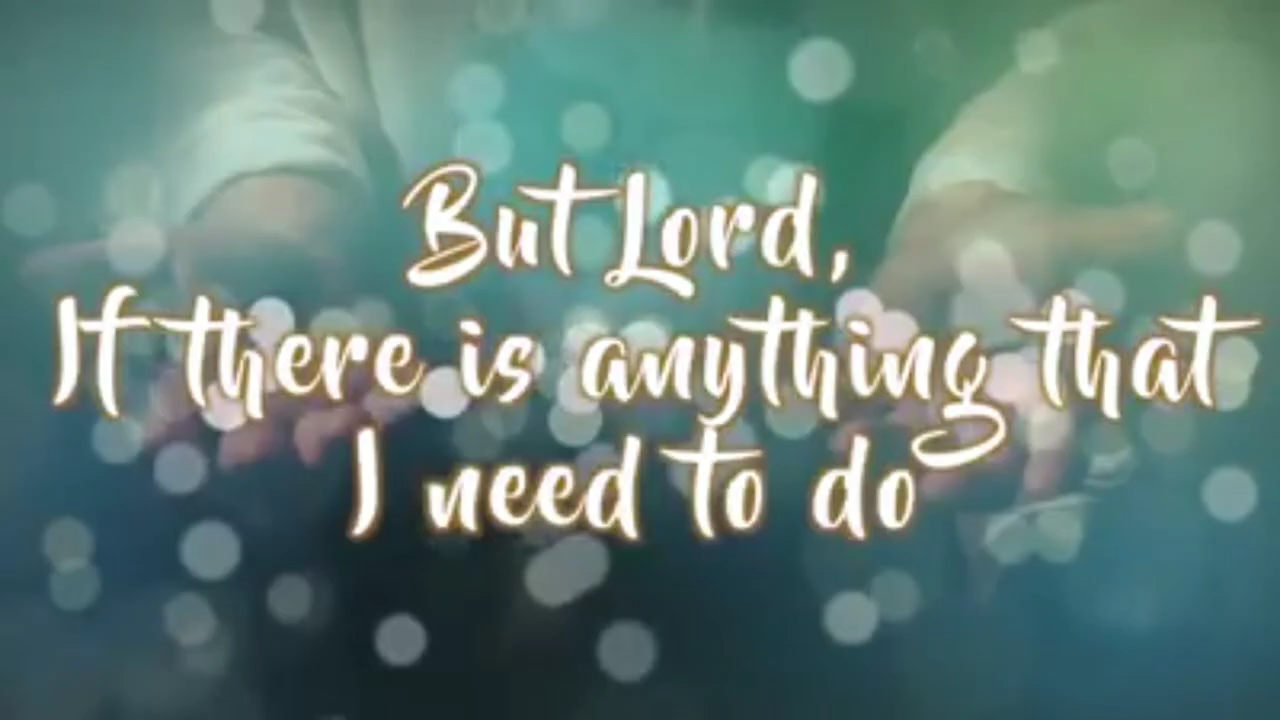 But Lord,
If there is anything that
I need to do